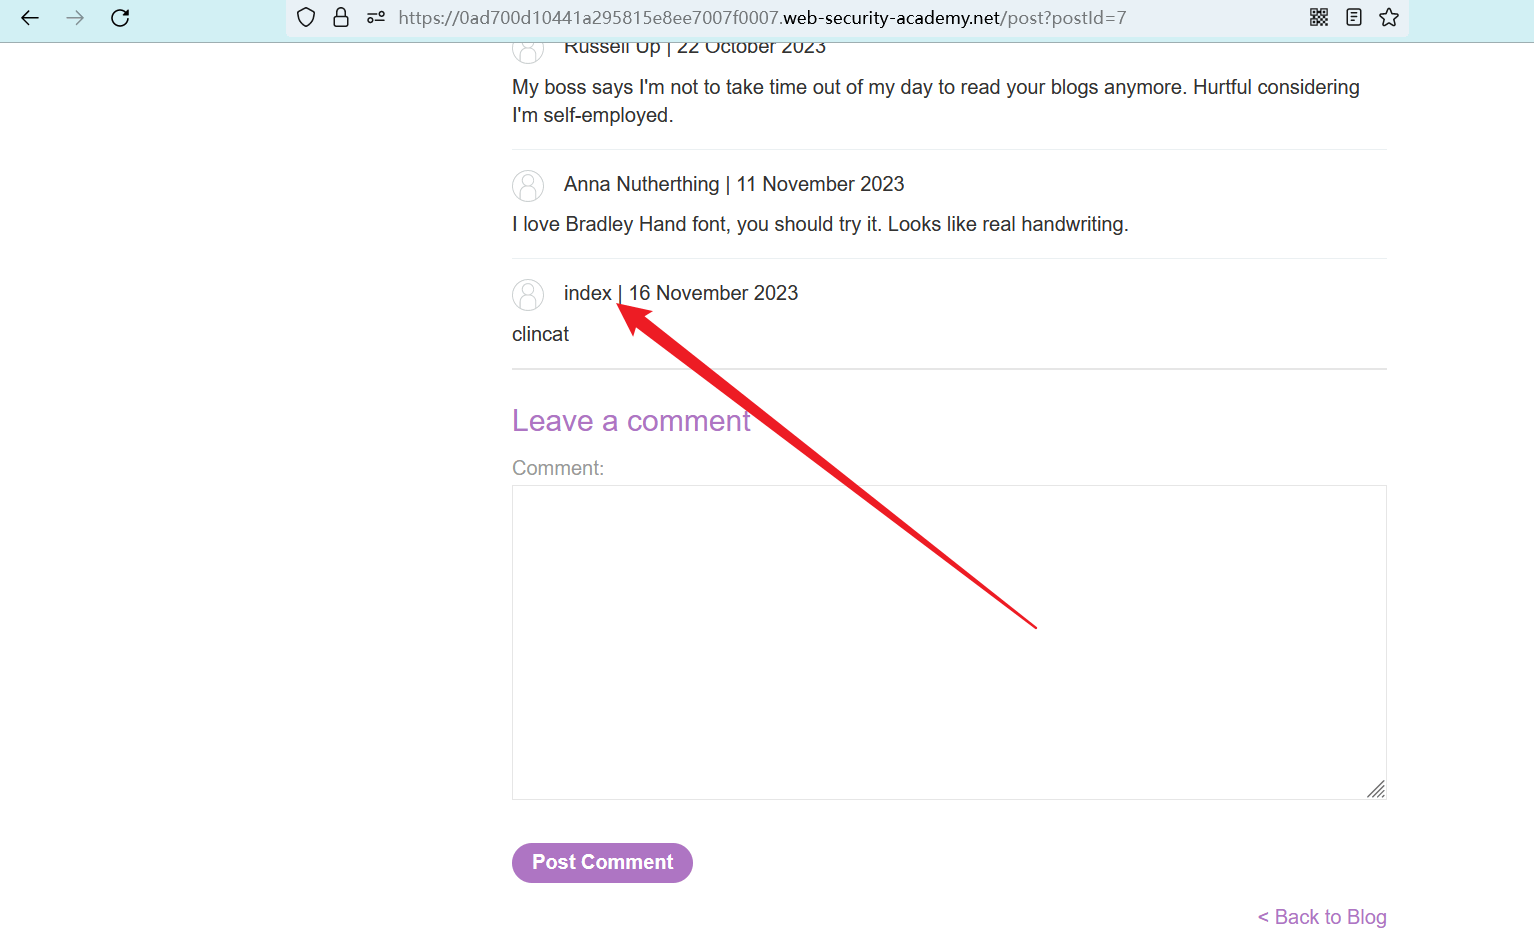 https://0ad700d10441a295815e8ee7007f0007.web-security-academy.net/post?postId=7
Russell Up | 22 October 2023
My boss says I'm not to take time out of my day to read your blogs anymore. Hurtful considering
I'm self-employed.
Anna Nutherthing | 11 November 2023
I love Bradley Hand font, you should try it. Looks like real handwriting.
index | 16 November 2023
clincat
Leave a comment
Comment:
Post Comment
< Back to Blog